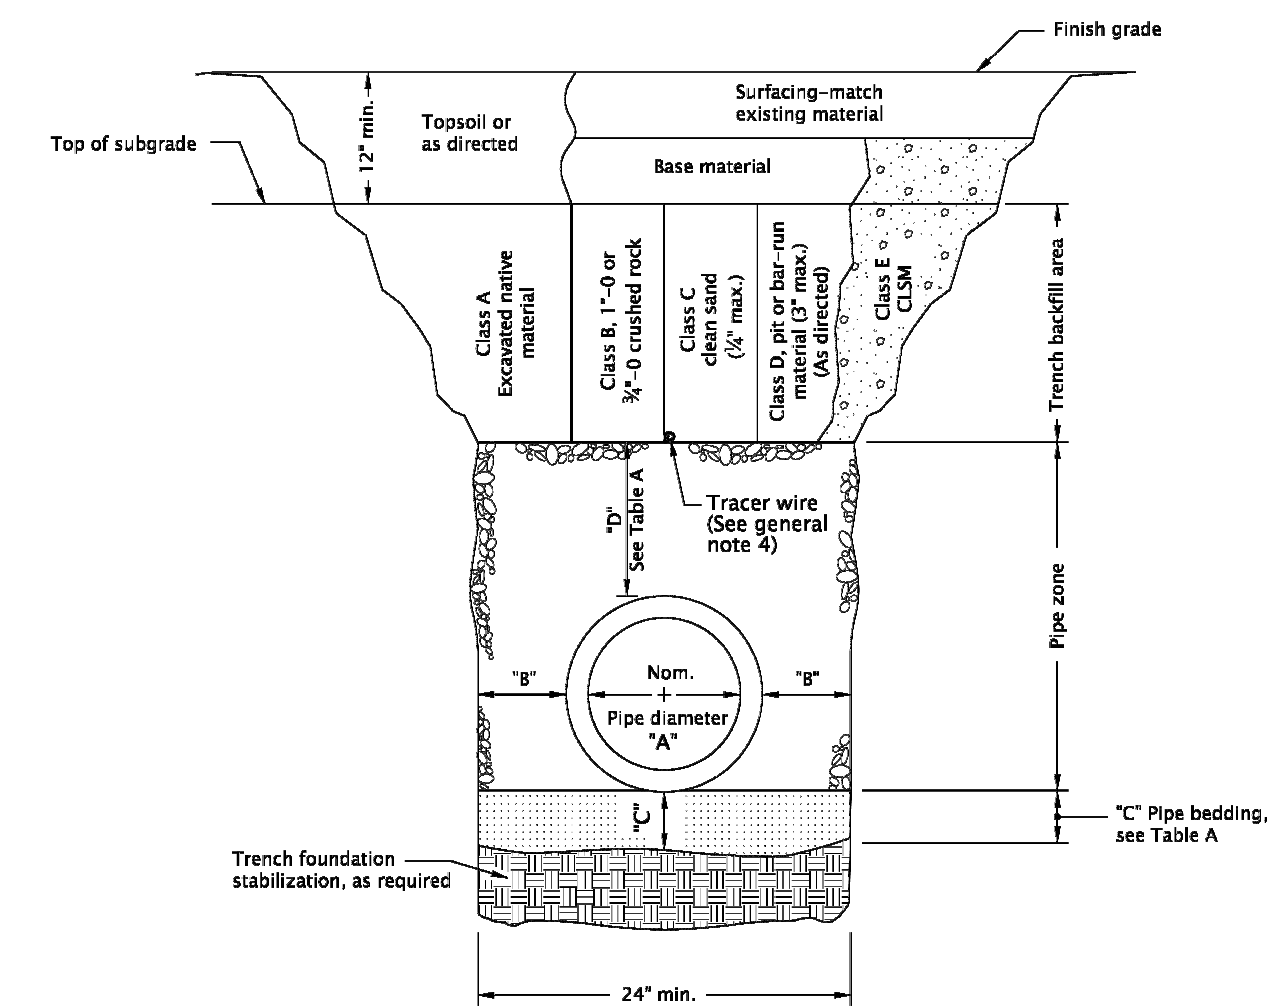 Finish grade
Surfacing-match
existing material
Topsoil or
as directed
12" min.
Top of subgrade
Base material
Class A
Excavated native
material
Class B, 1"-0 or
¾"-0 crushed rock
Class C
clean sand
(¼" max.)
Class D, pit or bar-run
material (3" max.)
(As directed)
Class E
CLSM
Trench backfill area
"D"
See Table A
Tracer wire
(See general
note 4)
Pipe zone
"B"
Nom.
Pipe diameter
"A"
"B"
"C"
"C" Pipe bedding,
see Table A
Trench foundation
stabilization, as required
24" min.